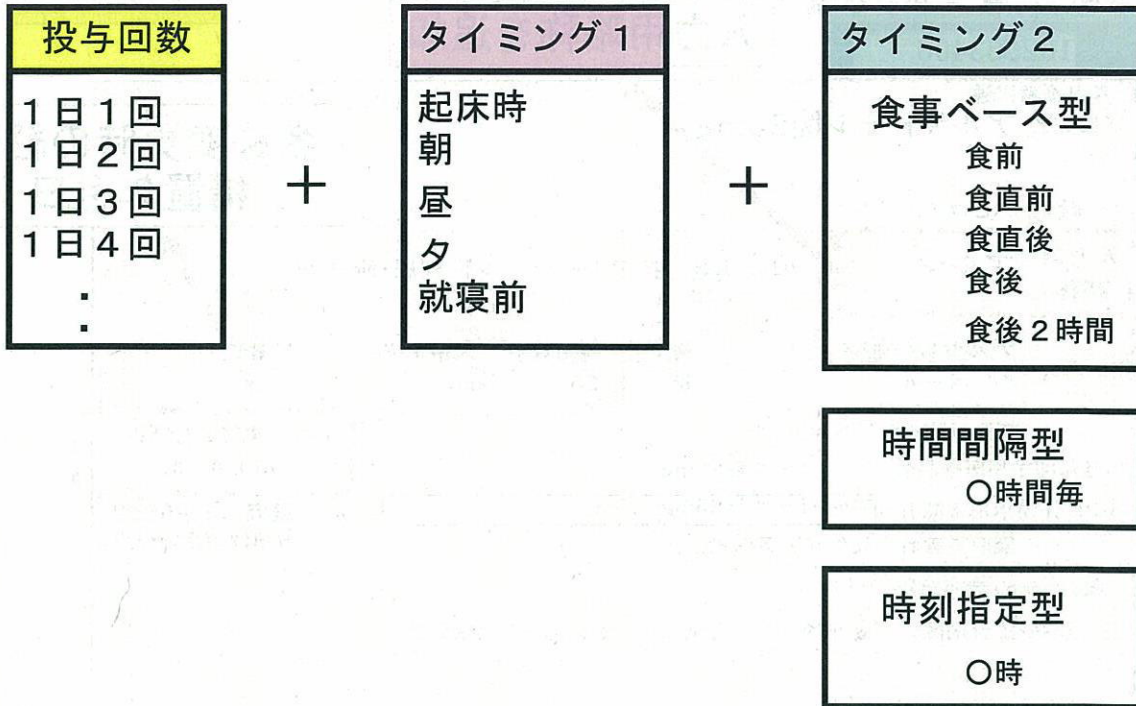 投与回数
1日1回
1日2回
1日3回
1日4回
・
・
+
タイミング1
起床時
朝
昼
夕
就寝前
+
タイミング2
食事ベース型
食前
食直前
食直後
食後
食後2時間
時間間隔型
〇時間毎
時刻指定型
〇時